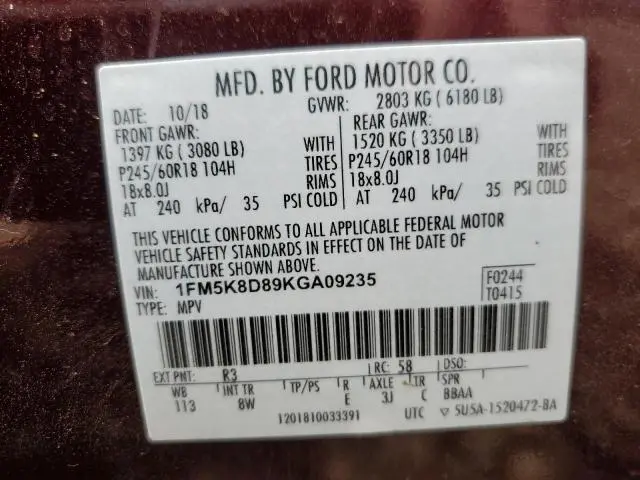 MFD. BY FORD MOTOR CO.
DATE: 10/18 GVWR: 2803 KG ( 6180 LB)
FRONT GAWR: REAR GAWR:
1397 KG ( 3080 LB) WITH 1520 KG ( 3350 LB) WITH
P245/60R18 104H TIRES P245/60R18 104H TIRES
18x8.0J RIMS 18x8.0J RIMS
AT 240 kPa/ 35 PSI COLD AT 240 kPa/ 35 PSI COLD
THIS VEHICLE CONFORMS TO ALL APPLICABLE FEDERAL MOTOR
VEHICLE SAFETY STANDARDS IN EFFECT ON THE DATE OF
MANUFACTURE SHOWN ABOVE.
VIN: 1FM5K8D89KGA09235 F0244
TYPE: MPV T0415
EXT PNT: R3 RC: 58 DSO:
WB INT TR TP/PS R AXLE TR SPR
113 8W E 3J C BBAA
1201810033391 UTC ▽ 5U5A-1520472-BA